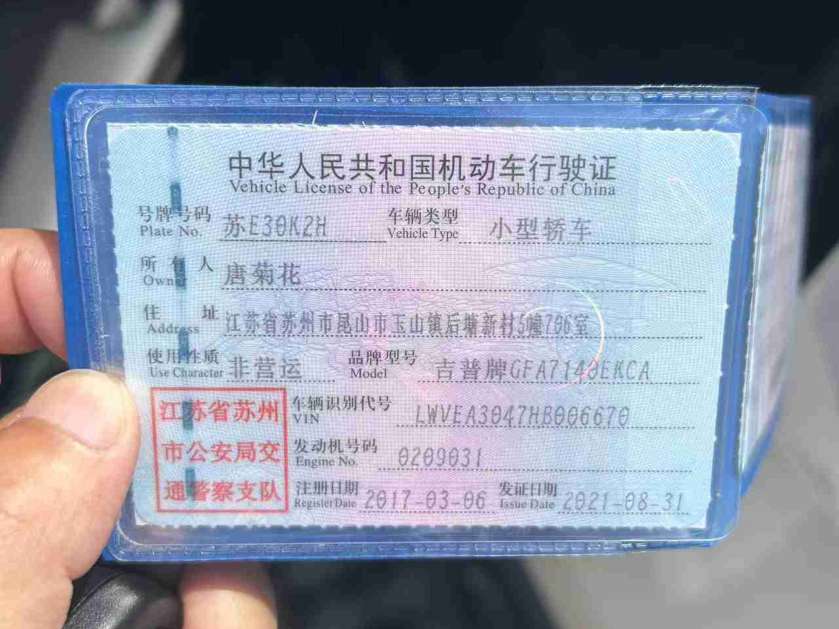 中华人民共和国机动车行驶证
Vehicle License of the People's Republic of China
号牌号码 Plate No. 苏E30K2H 车辆类型 Vehicle Type 小型轿车
所有人 Owner 唐菊花
住址 Address 江苏省苏州市昆山市玉山镇后塘新村5幢706室
使用性质 Use Character 非营运 品牌型号 Model 吉普牌GFA7140EKCA
车辆识别代号 VIN LWVEA3047HB006670
发动机号码 Engine No. 0209031
注册日期 Register Date 2017-03-06 发证日期 Issue Date 2021-08-31
江苏省苏州
市公安局交
通警察支队